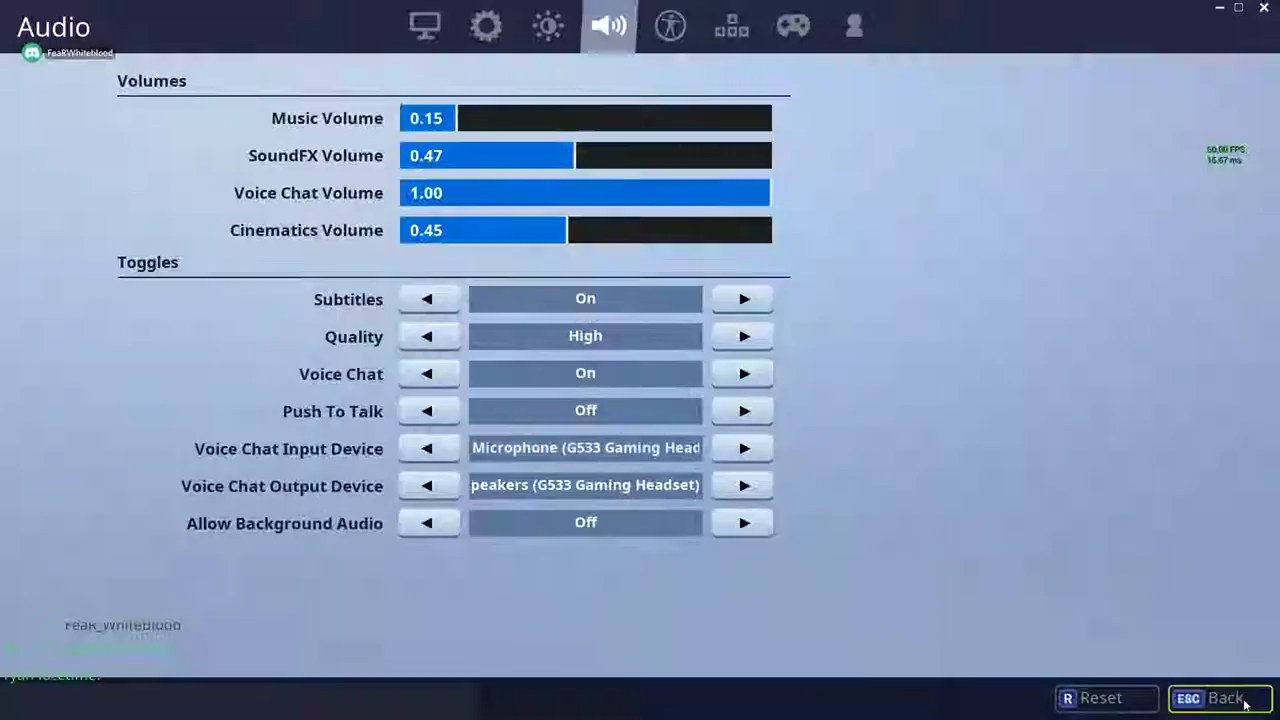 Audio
FeaRWhiteblood
Volumes
Music Volume 0.15
SoundFX Volume 0.47
Voice Chat Volume 1.00
Cinematics Volume 0.45
Toggles
Subtitles On
Quality High
Voice Chat On
Push To Talk Off
Voice Chat Input Device Microphone (G533 Gaming Head
Voice Chat Output Device peakers (G533 Gaming Headset)
Allow Background Audio Off
FeaR_Whiteblood
R Reset
ESC Back